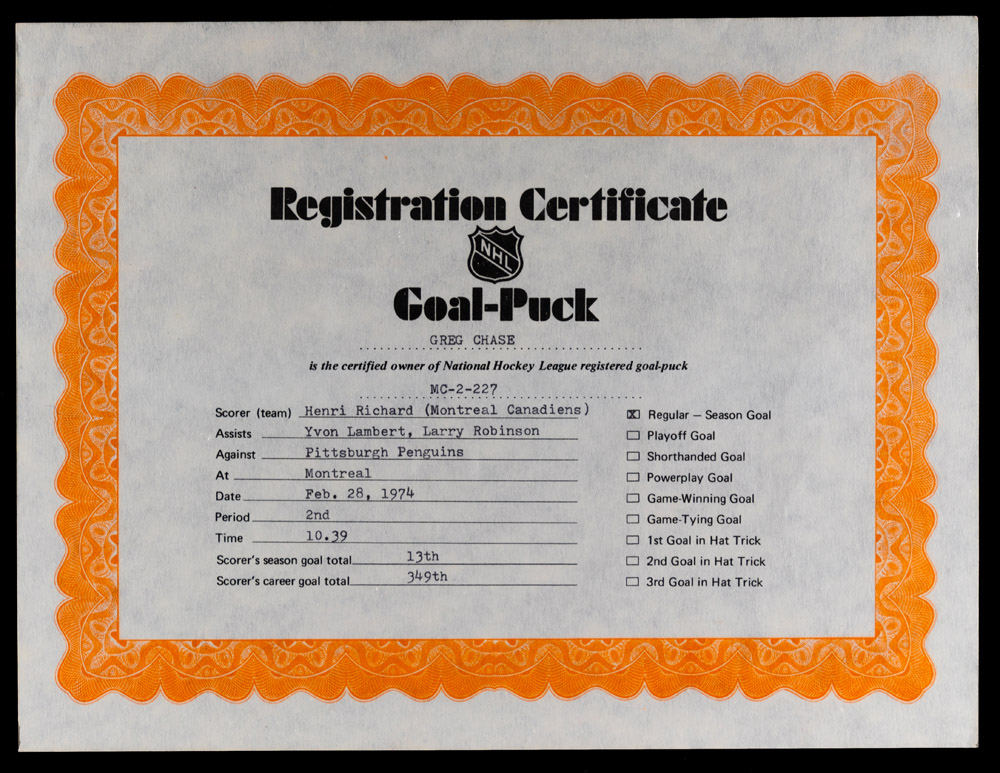 Registration Certificate
NHL
Goal-Puck
GREG CHASE
is the certified owner of National Hockey League registered goal-puck
MC-2-227
Scorer (team) Henri Richard (Montreal Canadiens)
Assists Yvon Lambert, Larry Robinson
Against Pittsburgh Penguins
At Montreal
Date Feb. 28, 1974
Period 2nd
Time 10.39
Scorer's season goal total 13th
Scorer's career goal total 349th
☒ Regular – Season Goal
☐ Playoff Goal
☐ Shorthanded Goal
☐ Powerplay Goal
☐ Game-Winning Goal
☐ Game-Tying Goal
☐ 1st Goal in Hat Trick
☐ 2nd Goal in Hat Trick
☐ 3rd Goal in Hat Trick